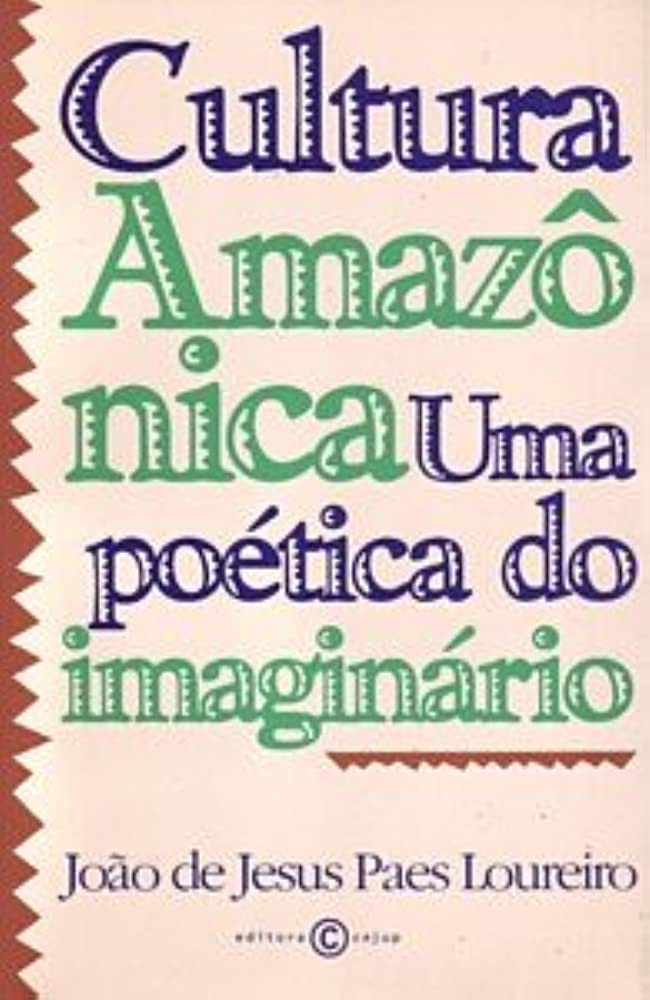 Cultura
Amazô
nica Uma
poética do
imaginário
João de Jesus Paes Loureiro
editora C cejup